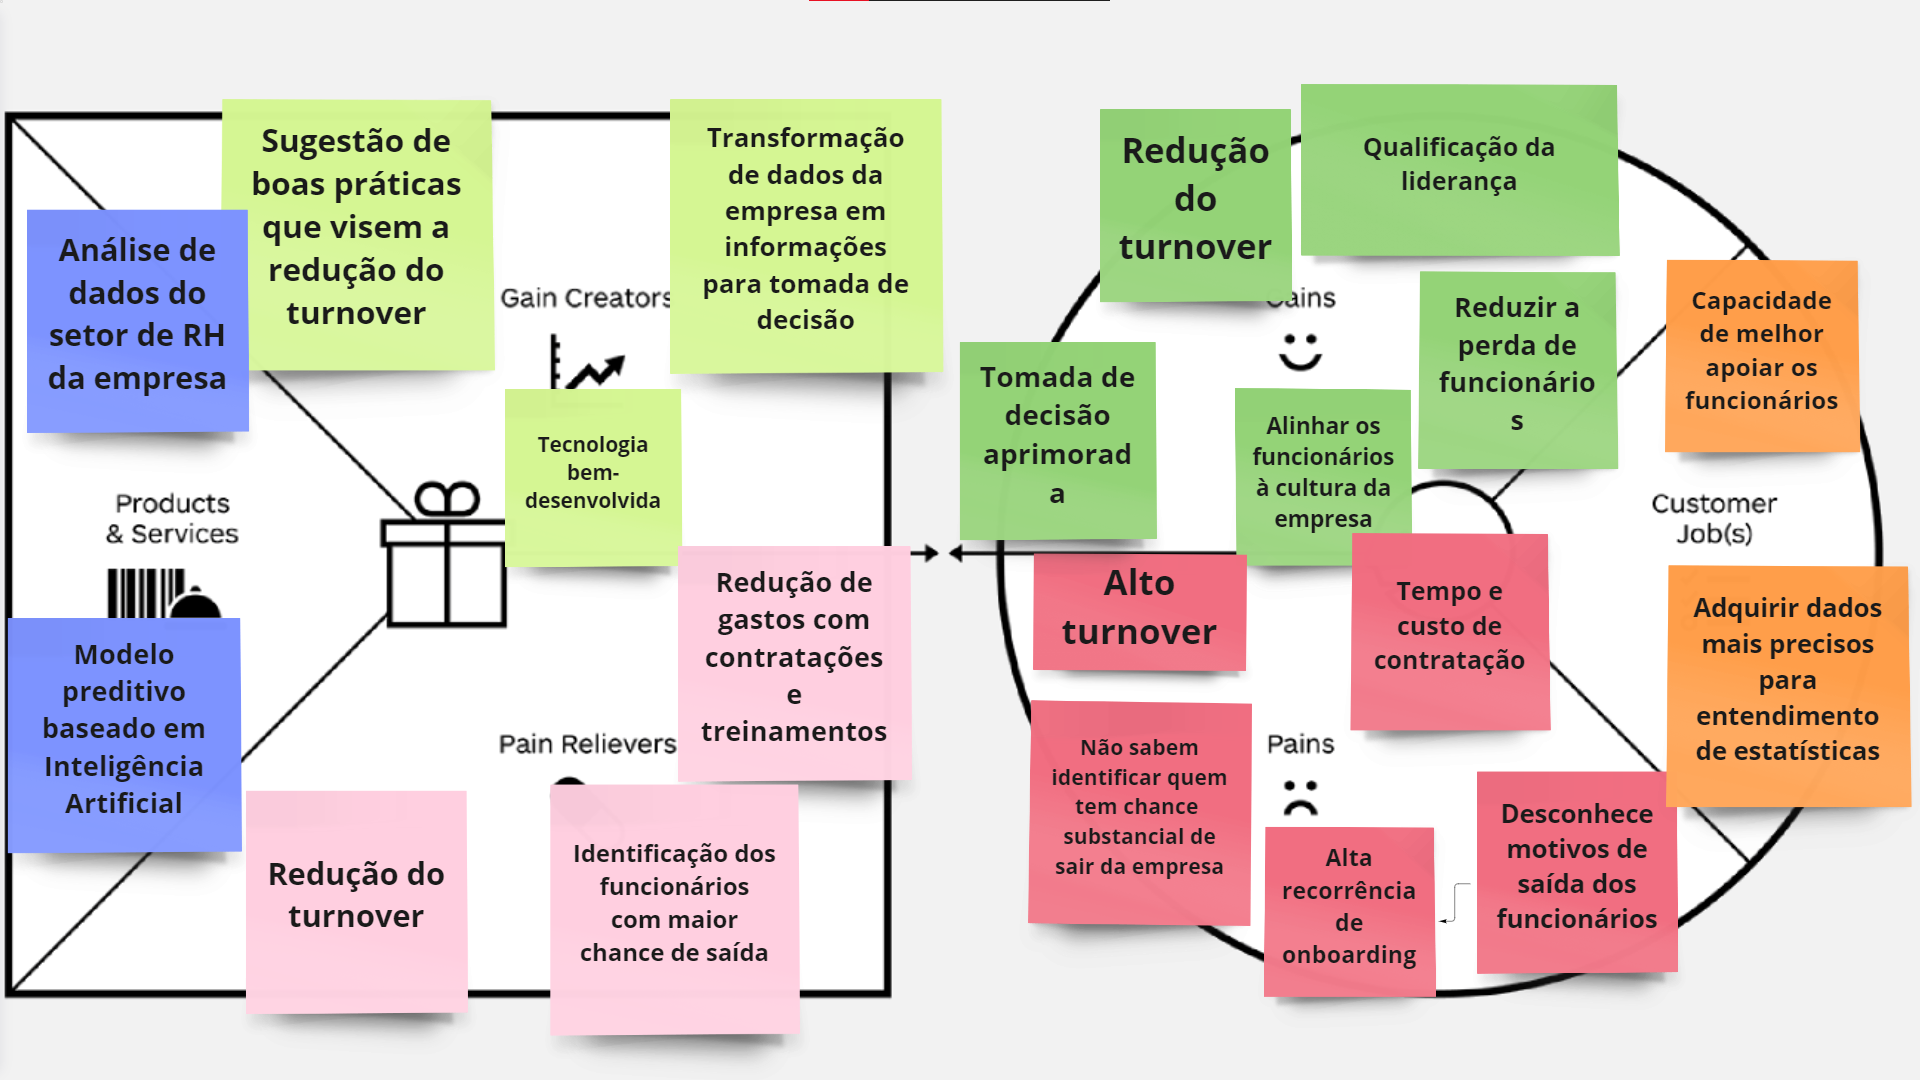 Sugestão de
boas práticas
que visem a
redução do
turnover
Transformação
de dados da
empresa em
informações
para tomada de
decisão
Análise de
dados do
setor de RH
da empresa
Gain Creators
Tecnologia
bem-
desenvolvida
Products
& Services
Modelo
preditivo
baseado em
Inteligência
Artificial
Redução de
gastos com
contratações
e
treinamentos
Pain Relievers
Redução do
turnover
Identificação dos
funcionários
com maior
chance de saída
Redução
do
turnover
Qualificação da
liderança
Gains
Reduzir a
perda de
funcionário
s
Capacidade
de melhor
apoiar os
funcionários
Tomada de
decisão
aprimorad
a
Alinhar os
funcionários
à cultura da
empresa
Customer
Job(s)
Alto
turnover
Tempo e
custo de
contratação
Adquirir dados
mais precisos
para
entendimento
de estatísticas
Não sabem
identificar quem
tem chance
substancial de
sair da empresa
Pains
Alta
recorrência
de
onboarding
Desconhece
motivos de
saída dos
funcionários